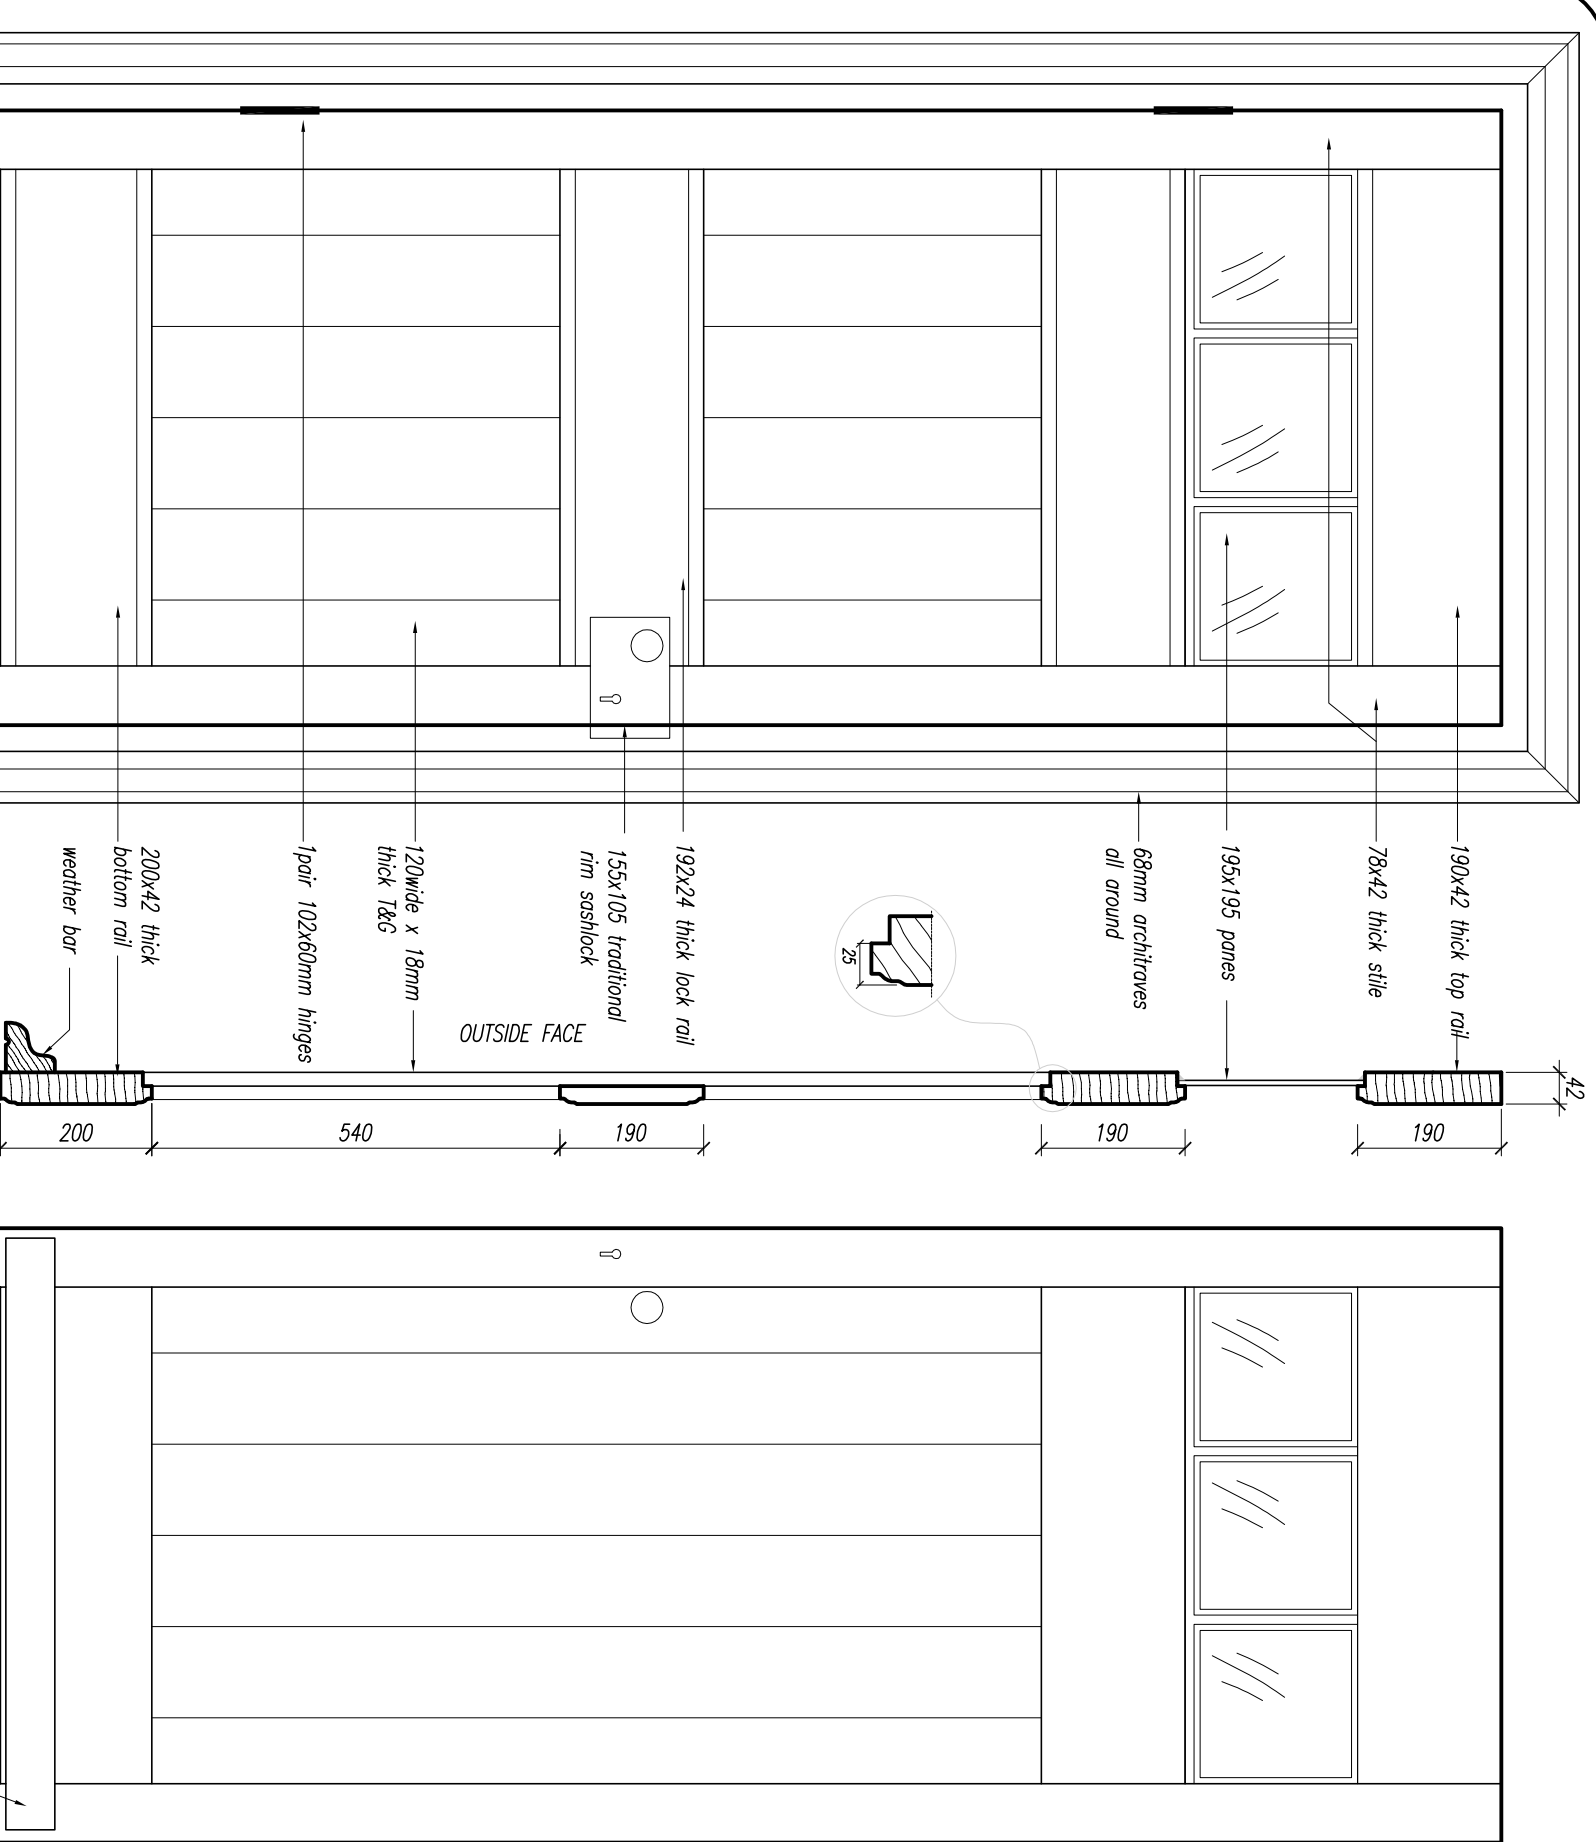 190x42 thick top rail
78x42 thick stile
195x195 panes
68mm architraves
all around
192x24 thick lock rail
155x105 traditional
rim sashlock
120wide x 18mm
thick T&G
1pair 102x60mm hinges
200x42 thick
bottom rail
weather bar
25
OUTSIDE FACE
42
200
540
190
190
190